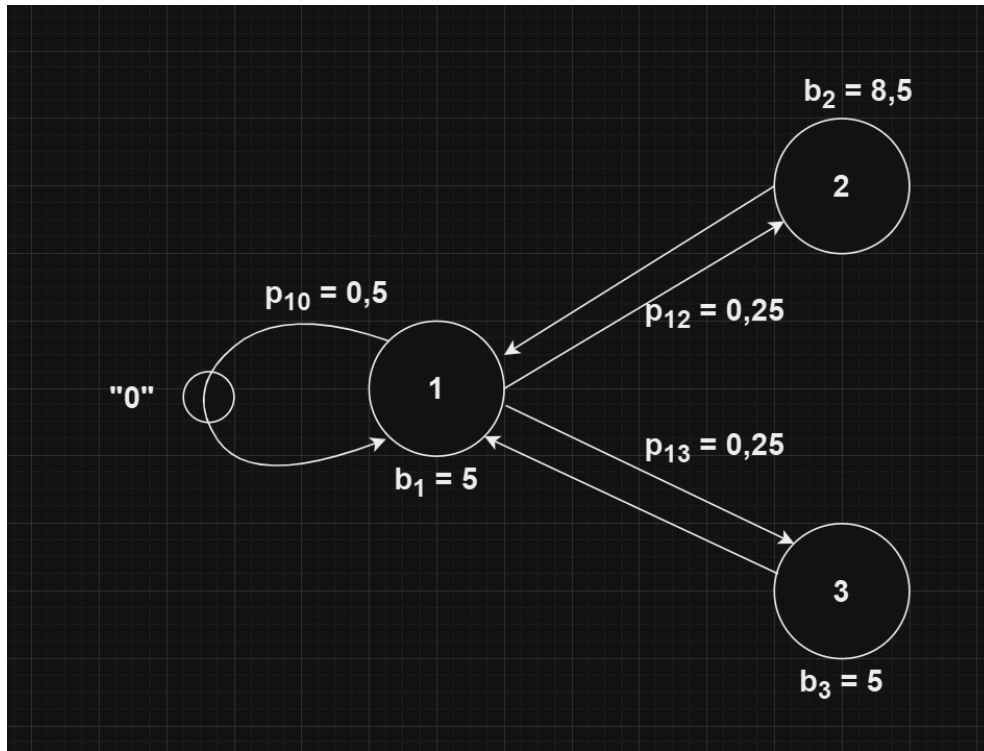 b₂ = 8,5
2
p₁₀ = 0,5
p₁₂ = 0,25
"0"
1
p₁₃ = 0,25
b₁ = 5
3
b₃ = 5